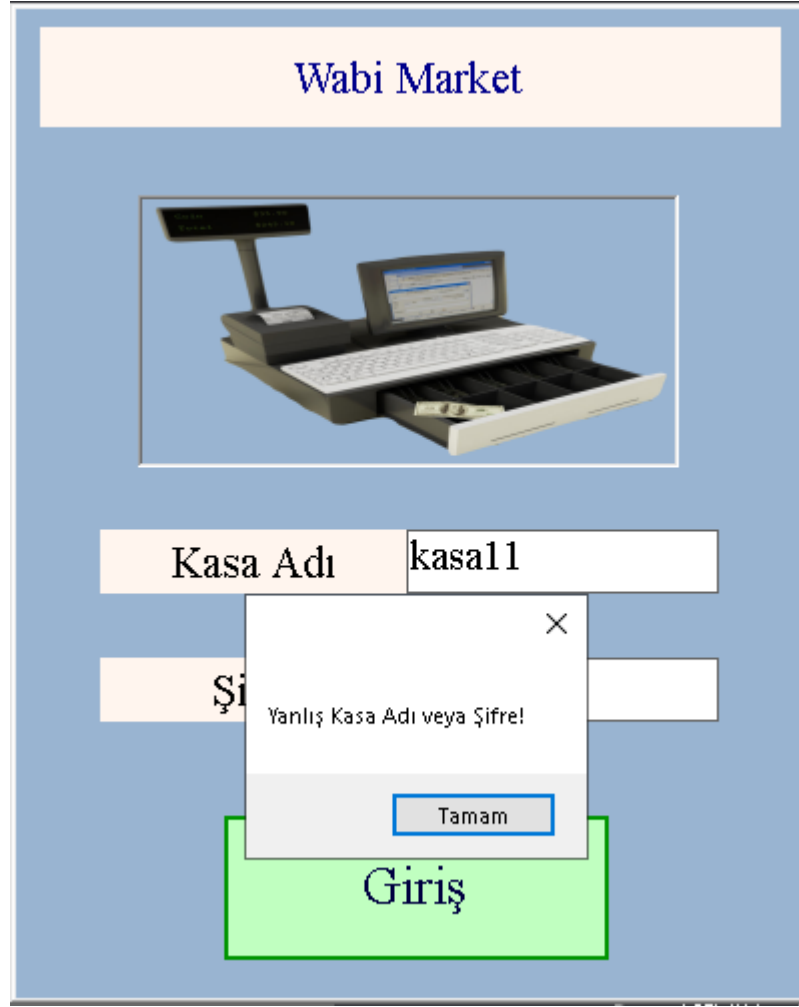 Wabi Market
Kasa Adı
kasa11
Yanlış Kasa Adı veya Şifre!
Tamam
Giriş